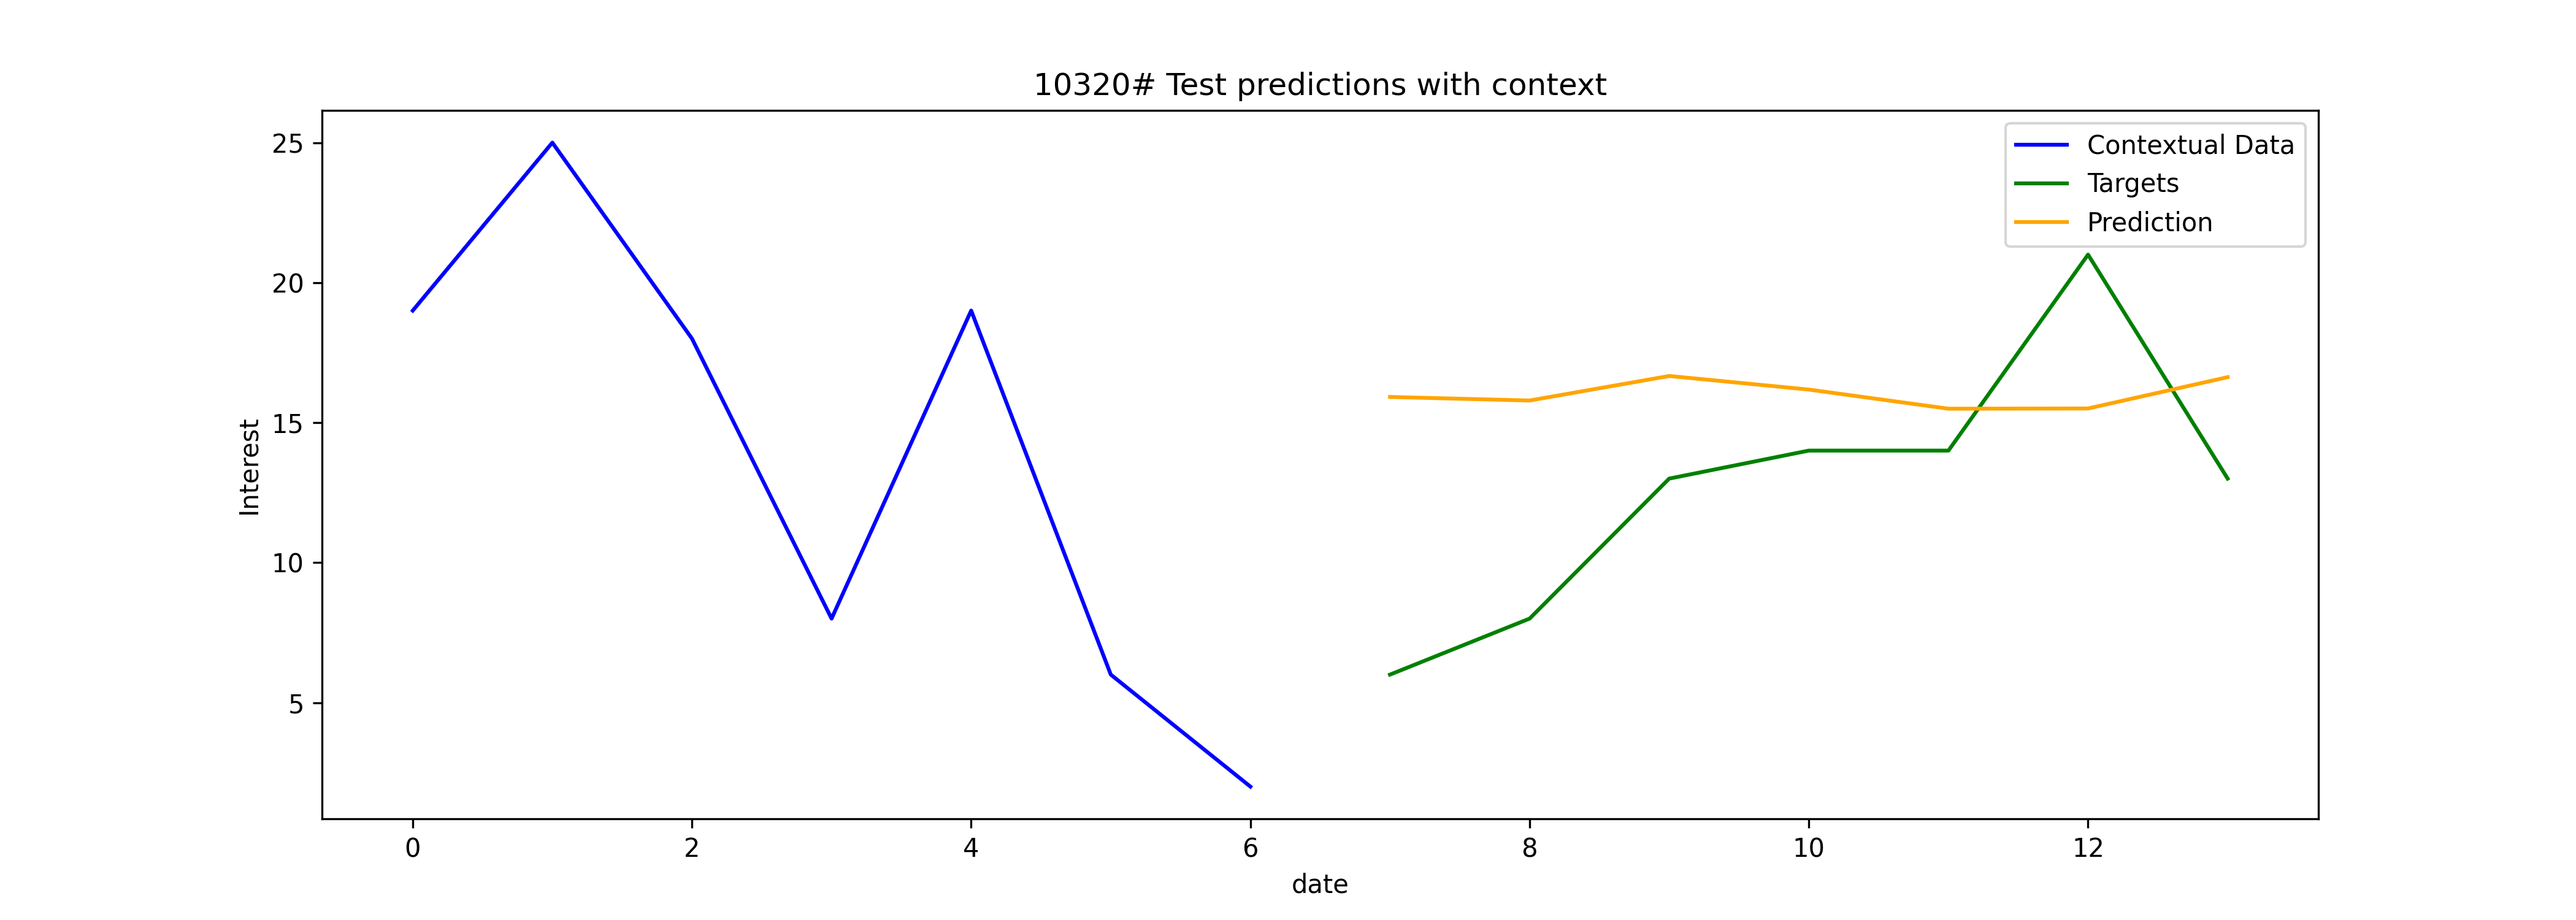 10320# Test predictions with context
Contextual Data
Targets
Prediction
Interest
25
20
15
10
5
0
2
4
6
8
10
12
date